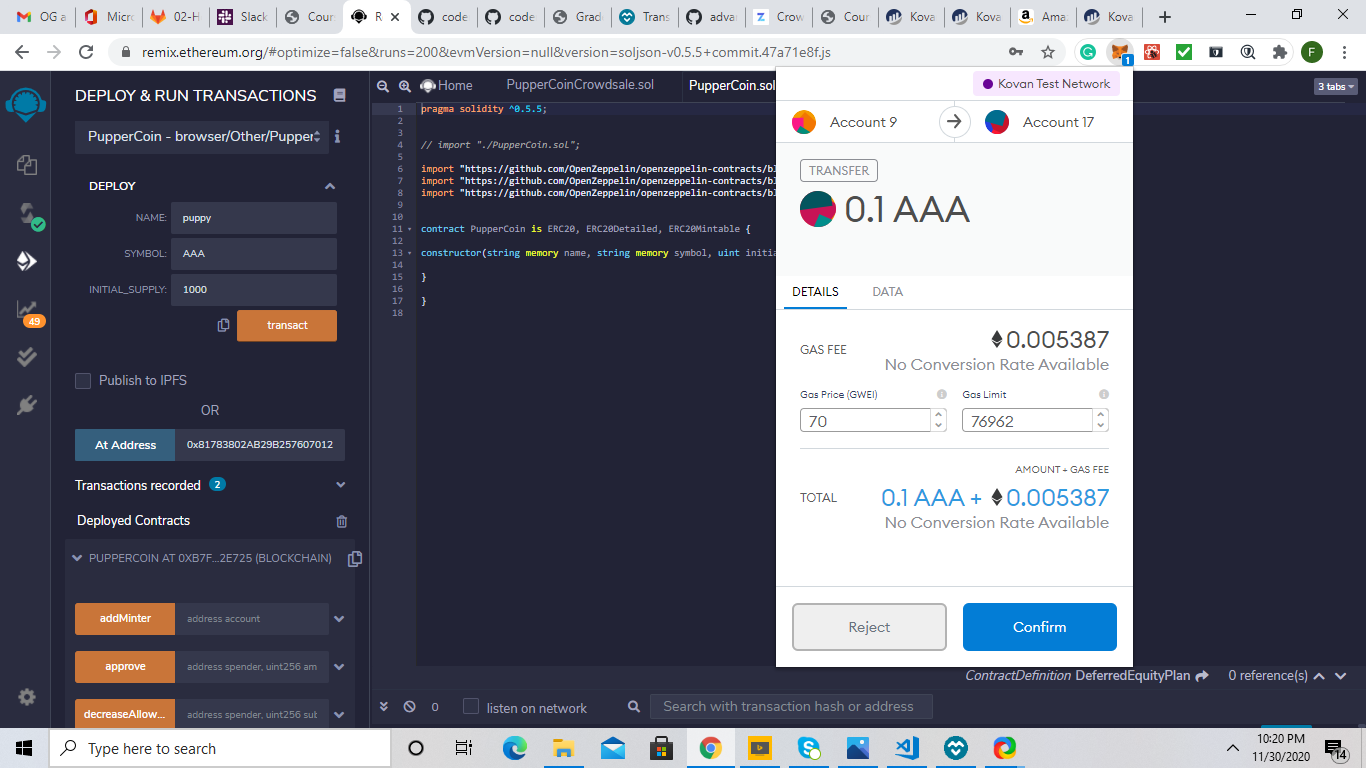 OG a
Micro
02-H
Slack
Cours
R
code
code
Grad
Trans
advar
Crow
Cour
Kova
Kova
Amaz
Kova
remix.ethereum.org/#optimize=false&runs=200&evmVersion=null&version=soljson-v0.5.5+commit.47a71e8f.js
F
1
DEPLOY & RUN TRANSACTIONS
PupperCoin - browser/Other/Pupper
DEPLOY
NAME: puppy
SYMBOL: AAA
INITIAL_SUPPLY: 1000
transact
Publish to IPFS
OR
At Address 0x81783802AB29B257607012
Transactions recorded 2
Deployed Contracts
PUPPERCOIN AT 0XB7F...2E725 (BLOCKCHAIN)
addMinter address account
approve address spender, uint256 am
decreaseAllow... address spender, uint256 sub
49
Home PupperCoinCrowdsale.sol PupperCoin.sol 3 tabs
1 pragma solidity ^0.5.5;
2
3
4 // import "./PupperCoin.sol";
5
6 import "https://github.com/OpenZeppelin/openzeppelin-contracts/bl
7 import "https://github.com/OpenZeppelin/openzeppelin-contracts/bl
8 import "https://github.com/OpenZeppelin/openzeppelin-contracts/bl
9
10
11 contract PupperCoin is ERC20, ERC20Detailed, ERC20Mintable {
12
13 constructor(string memory name, string memory symbol, uint initia
14
15 }
16
17 }
18
Kovan Test Network
Account 9 Account 17
TRANSFER
0.1 AAA
DETAILS DATA
GAS FEE 0.005387
No Conversion Rate Available
Gas Price (GWEI) Gas Limit
70 76962
AMOUNT + GAS FEE
TOTAL 0.1 AAA + 0.005387
No Conversion Rate Available
Reject Confirm
ContractDefinition DeferredEquityPlan 0 reference(s)
0 listen on network Search with transaction hash or address
Type here to search
10:20 PM
11/30/2020
14